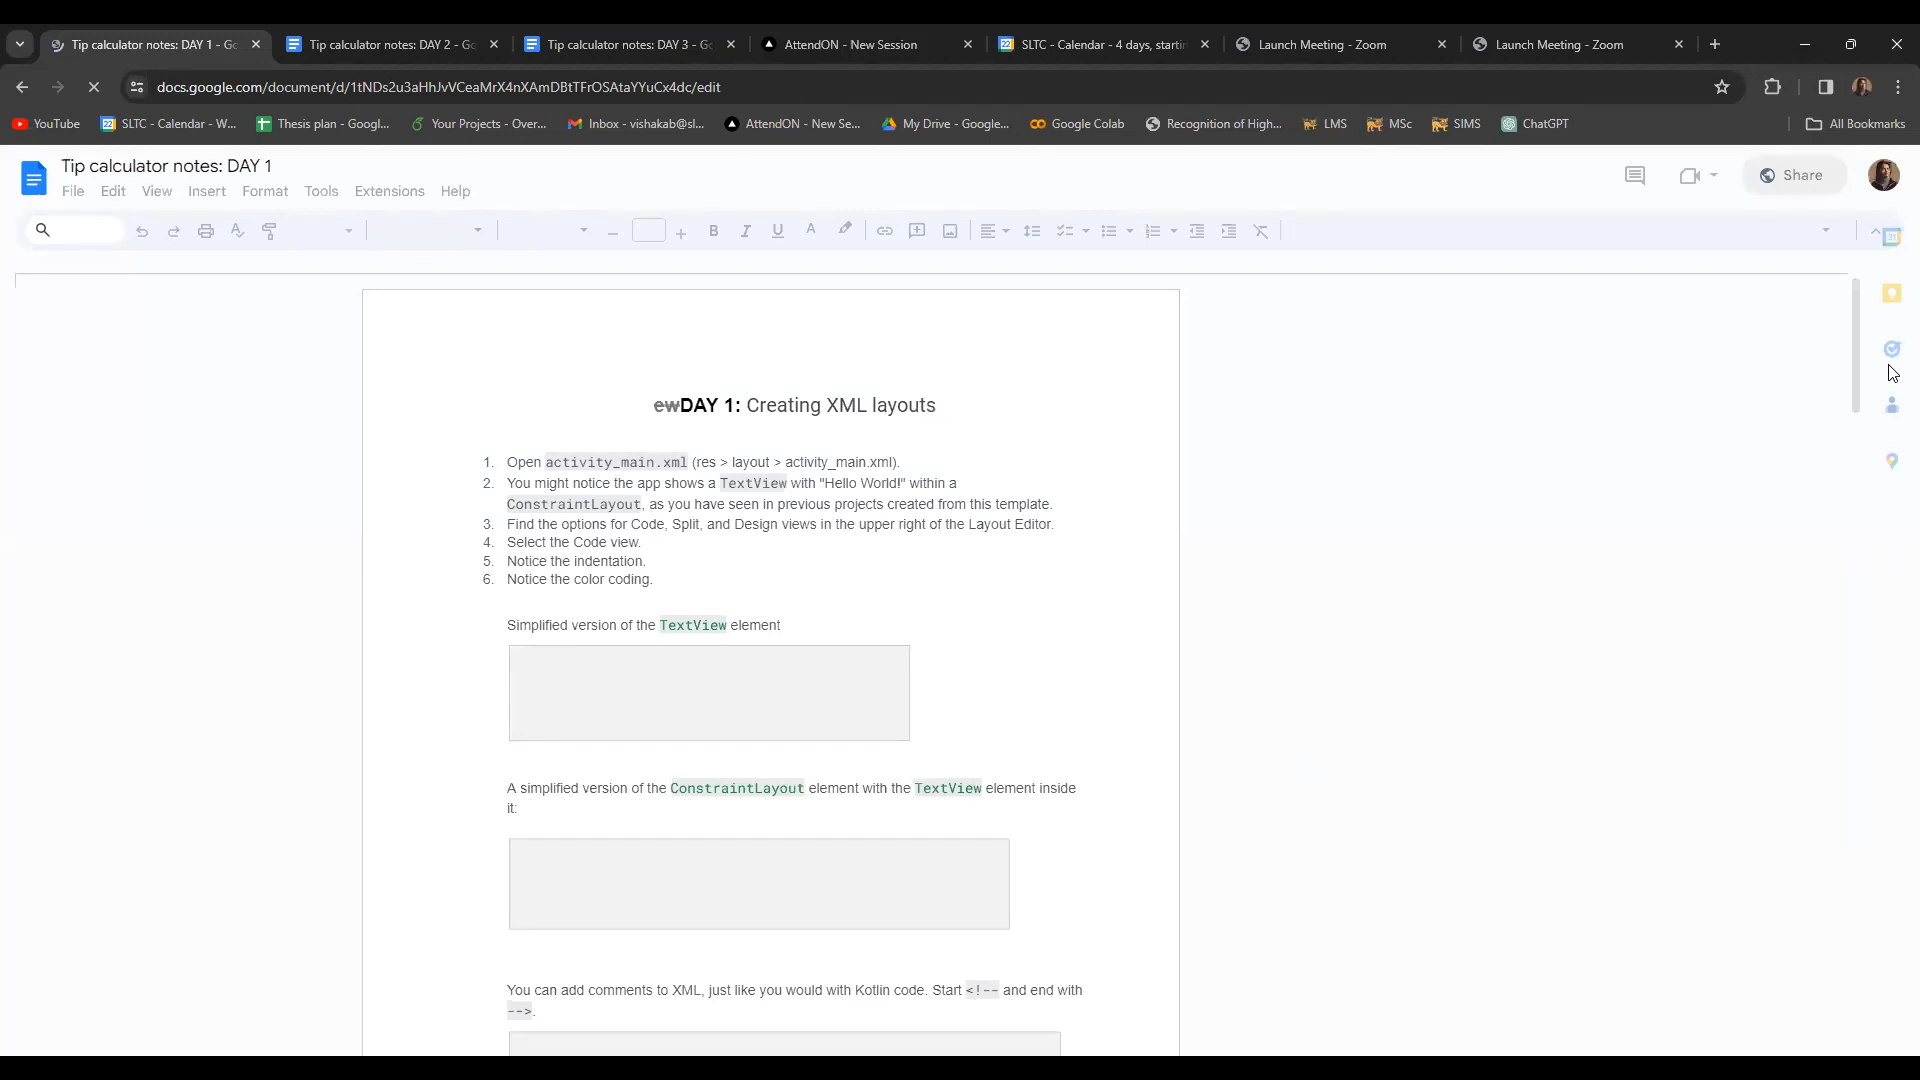 Tip calculator notes: DAY 1 - Go
Tip calculator notes: DAY 2 - Go
Tip calculator notes: DAY 3 - Go
AttendON - New Session
SLTC - Calendar - 4 days, startin
Launch Meeting - Zoom
Launch Meeting - Zoom
docs.google.com/document/d/1tNDs2u3aHhJvVCeaMrX4nXAmDBtTFrOSAtaYYuCx4dc/edit
YouTube
SLTC - Calendar - W...
Thesis plan - Googl...
Your Projects - Over...
Inbox - vishakab@sl...
AttendON - New Se...
My Drive - Google...
Google Colab
Recognition of High...
LMS
MSc
SIMS
ChatGPT
All Bookmarks
Tip calculator notes: DAY 1
File Edit View Insert Format Tools Extensions Help
Share
ewDAY 1: Creating XML layouts
1. Open activity_main.xml (res > layout > activity_main.xml).
2. You might notice the app shows a TextView with "Hello World!" within a
ConstraintLayout, as you have seen in previous projects created from this template.
3. Find the options for Code, Split, and Design views in the upper right of the Layout Editor.
4. Select the Code view.
5. Notice the indentation.
6. Notice the color coding.
Simplified version of the TextView element
A simplified version of the ConstraintLayout element with the TextView element inside
it:
You can add comments to XML, just like you would with Kotlin code. Start <!-- and end with
-->.